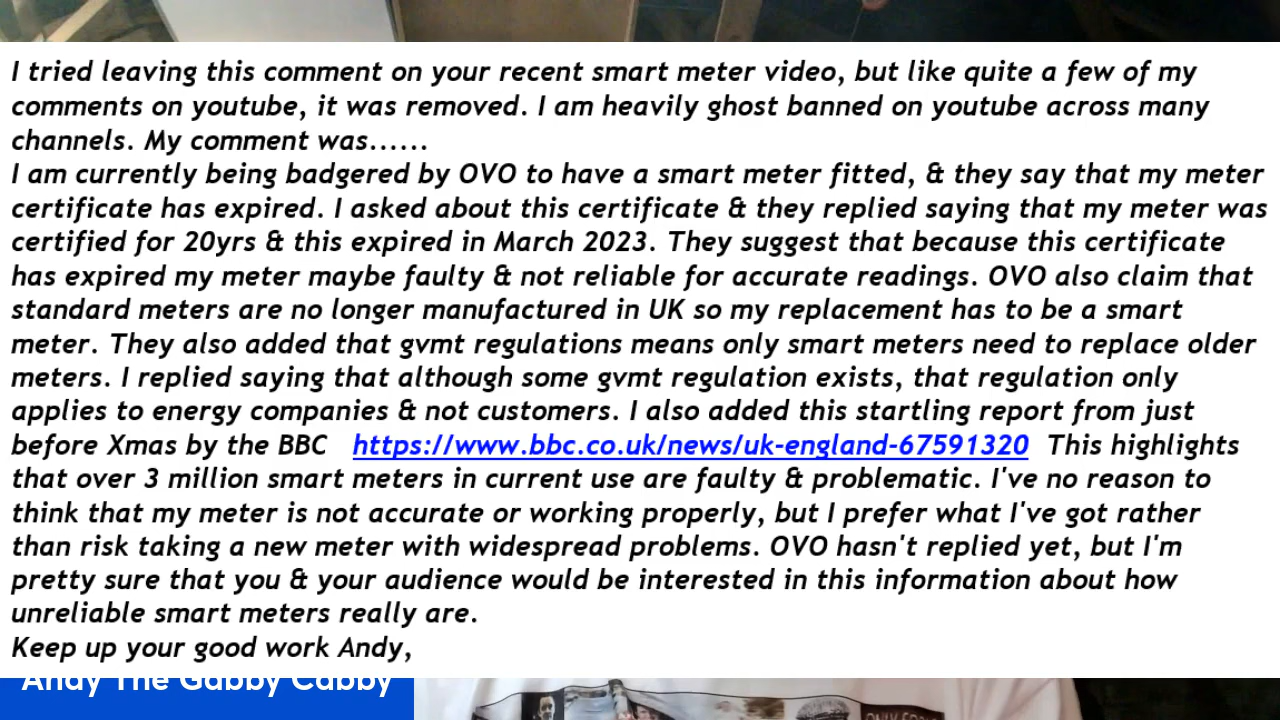 I tried leaving this comment on your recent smart meter video, but like quite a few of my
comments on youtube, it was removed. I am heavily ghost banned on youtube across many
channels. My comment was......
I am currently being badgered by OVO to have a smart meter fitted, & they say that my meter
certificate has expired. I asked about this certificate & they replied saying that my meter was
certified for 20yrs & this expired in March 2023. They suggest that because this certificate
has expired my meter maybe faulty & not reliable for accurate readings. OVO also claim that
standard meters are no longer manufactured in UK so my replacement has to be a smart
meter. They also added that gvmt regulations means only smart meters need to replace older
meters. I replied saying that although some gvmt regulation exists, that regulation only
applies to energy companies & not customers. I also added this startling report from just
before Xmas by the BBC https://www.bbc.co.uk/news/uk-england-67591320 This highlights
that over 3 million smart meters in current use are faulty & problematic. I've no reason to
think that my meter is not accurate or working properly, but I prefer what I've got rather
than risk taking a new meter with widespread problems. OVO hasn't replied yet, but I'm
pretty sure that you & your audience would be interested in this information about how
unreliable smart meters really are.
Keep up your good work Andy,
Andy The Gabby Cabby